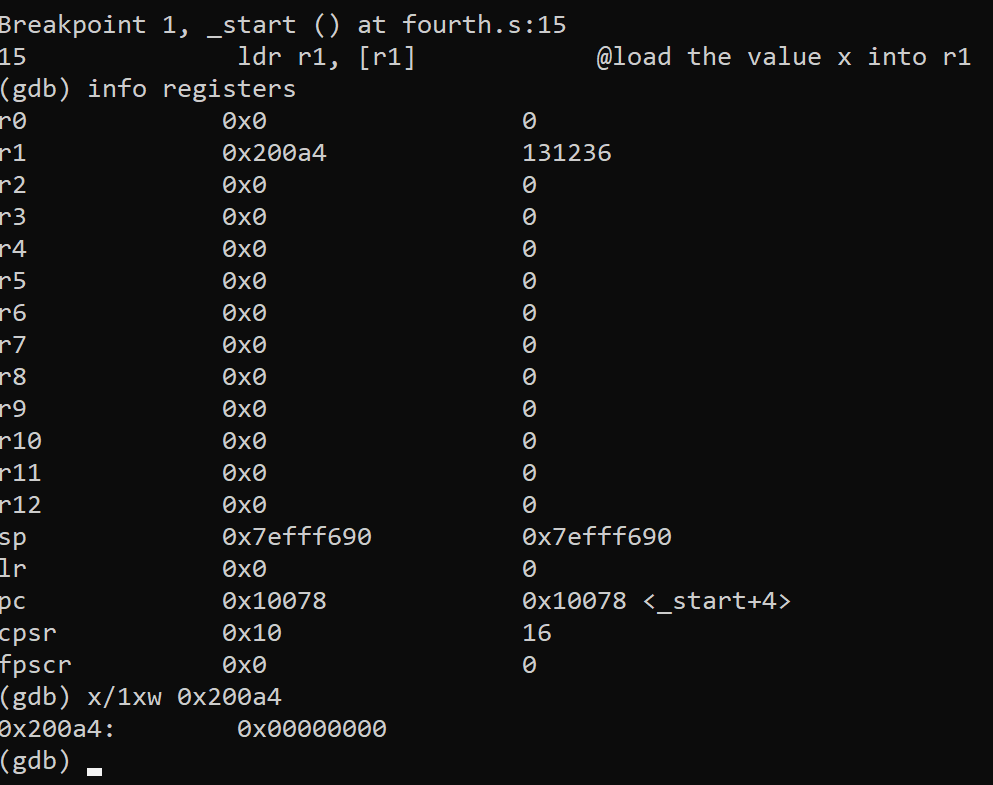 Breakpoint 1, _start () at fourth.s:15
15              ldr r1, [r1]            @load the value x into r1
(gdb) info registers
r0             0x0                 0
r1             0x200a4             131236
r2             0x0                 0
r3             0x0                 0
r4             0x0                 0
r5             0x0                 0
r6             0x0                 0
r7             0x0                 0
r8             0x0                 0
r9             0x0                 0
r10            0x0                 0
r11            0x0                 0
r12            0x0                 0
sp             0x7efff690          0x7efff690
lr             0x0                 0
pc             0x10078             0x10078 <_start+4>
cpsr           0x10                16
fpscr          0x0                 0
(gdb) x/1xw 0x200a4
0x200a4:        0x00000000
(gdb)